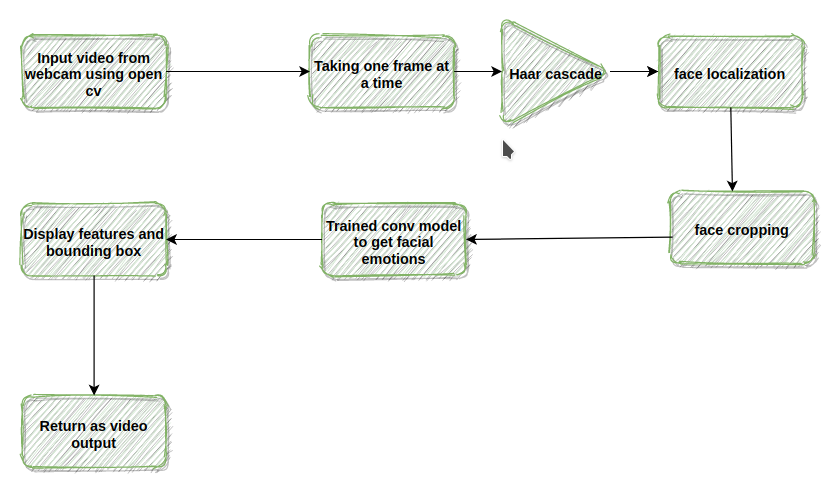 Input video from
webcam using open
cv
Taking one frame at
a time
Haar cascade
face localization
face cropping
Trained conv model
to get facial
emotions
Display features and
bounding box
Return as video
output